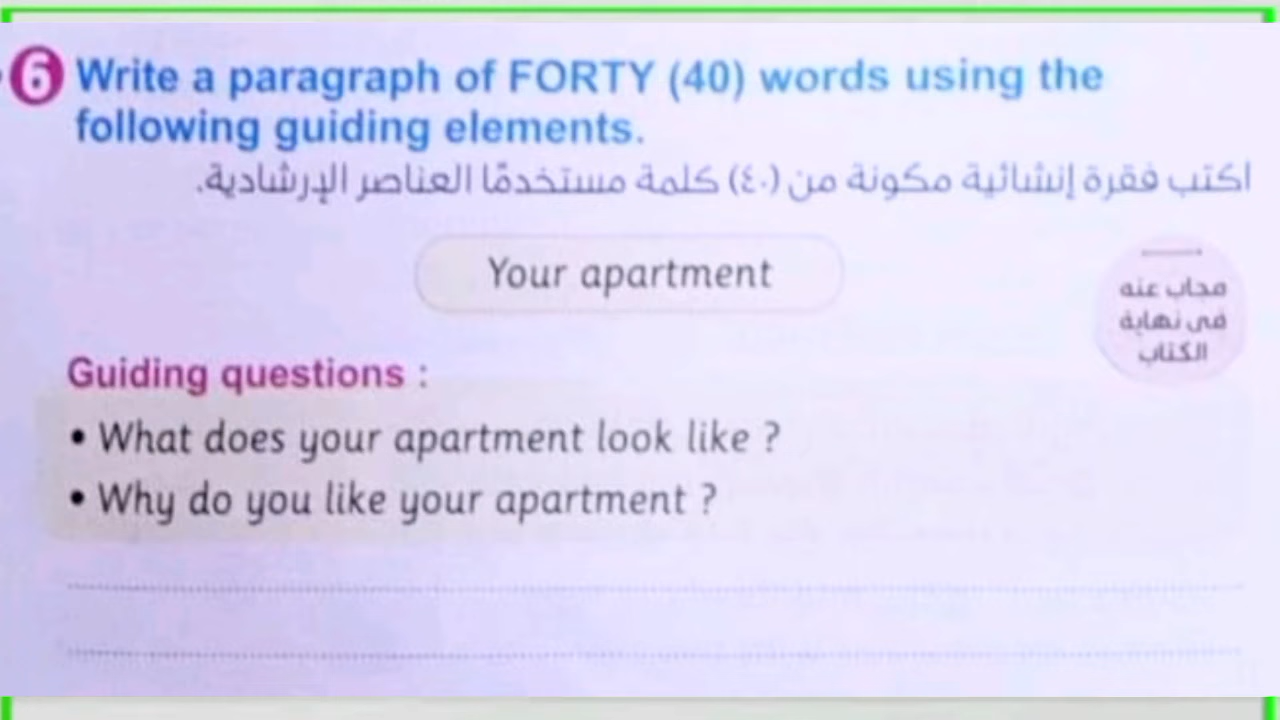 6 Write a paragraph of FORTY (40) words using the
following guiding elements.
اكتب فقرة إنشائية مكونة من (٤٠) كلمة مستخدمًا العناصر الإرشادية.
Your apartment
مجاب عنه
فى نهاية
الكتاب
Guiding questions :
• What does your apartment look like ?
• Why do you like your apartment ?